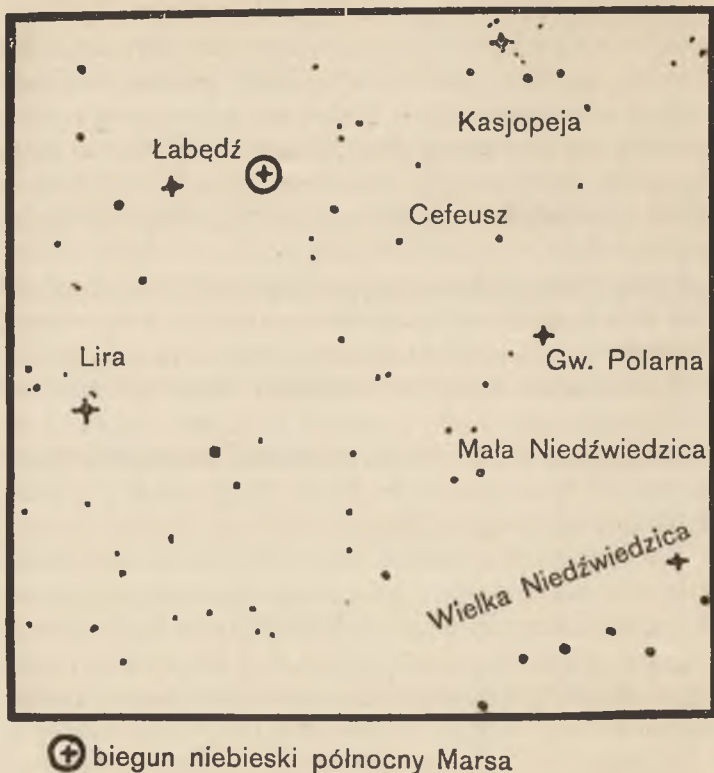 Kasjopeja
Łabędź
Cefeusz
Lira
Gw. Polarna
Mała Niedźwiedzica
Wielka Niedźwiedzica
biegun niebieski północny Marsa